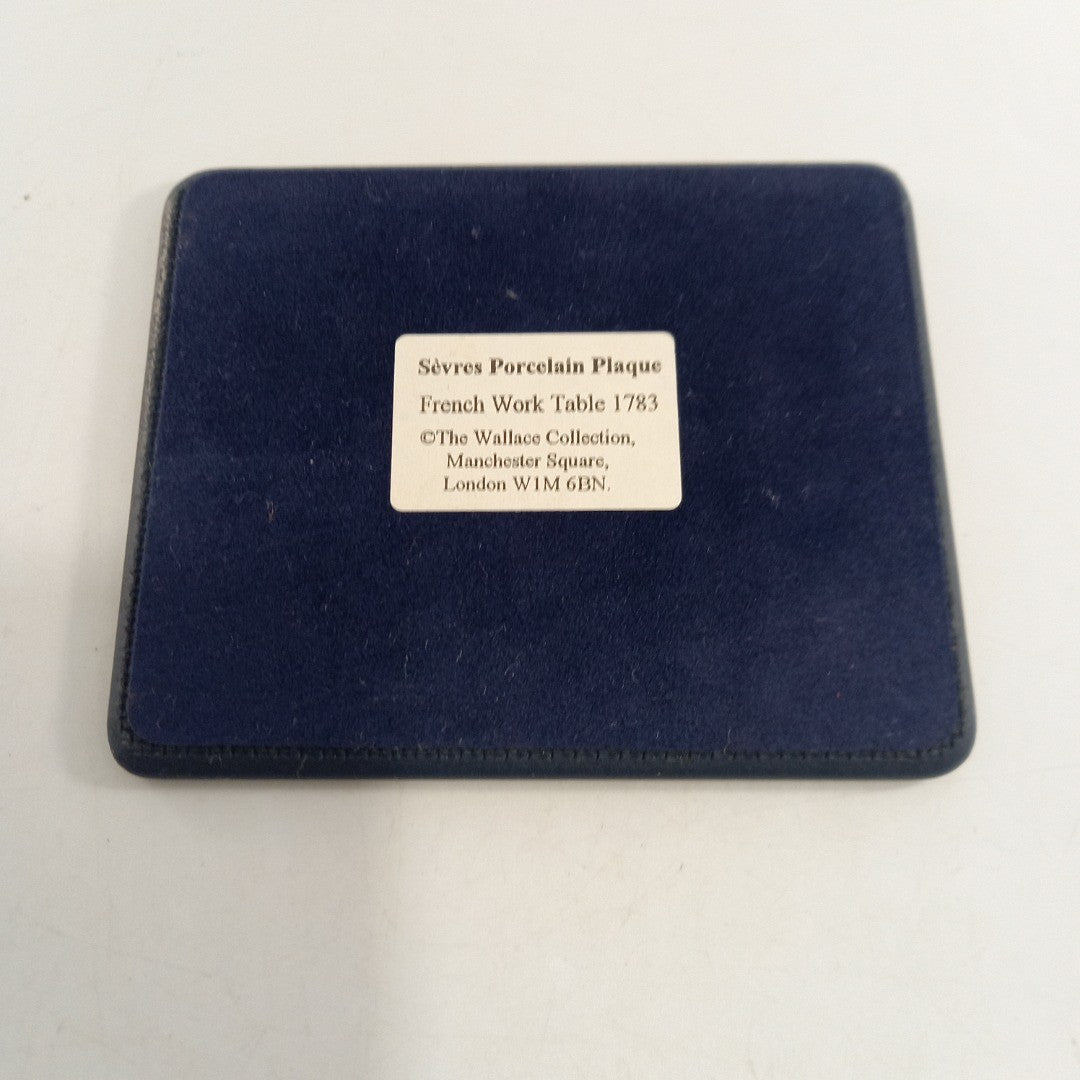 Sèvres Porcelain Plaque
French Work Table 1783
©The Wallace Collection,
Manchester Square,
London W1M 6BN.